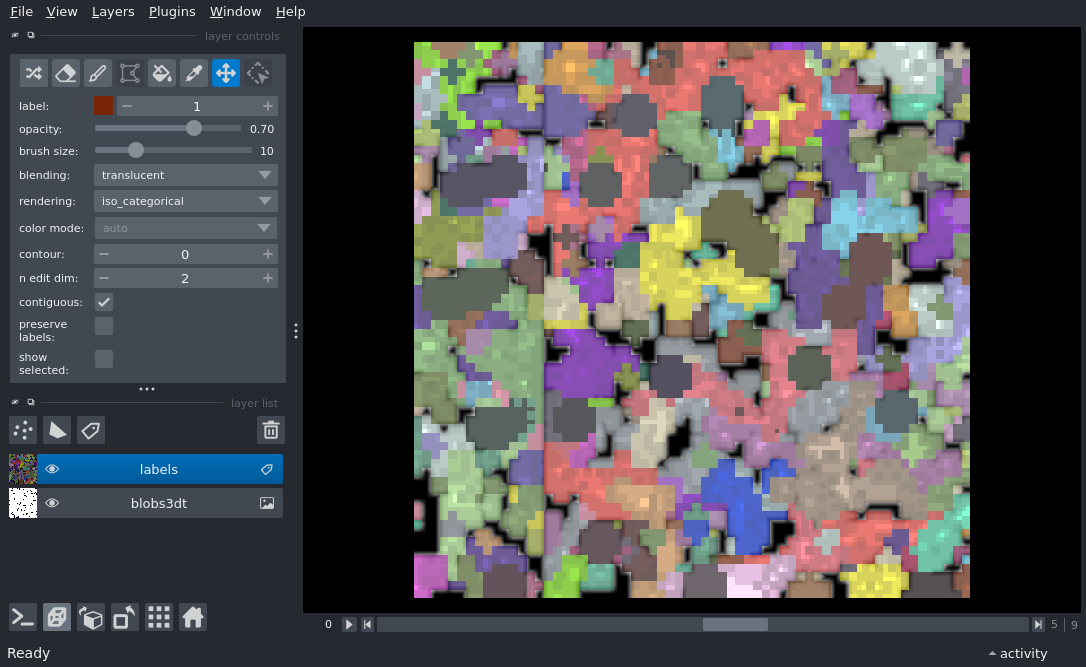 File View Layers Plugins Window Help
layer controls
label: 1
opacity: 0.70
brush size: 10
blending: translucent
rendering: iso_categorical
color mode: auto
contour: 0
n edit dim: 2
contiguous:
preserve
labels:
show
selected:
layer list
labels
blobs3dt
0 5 9
Ready activity